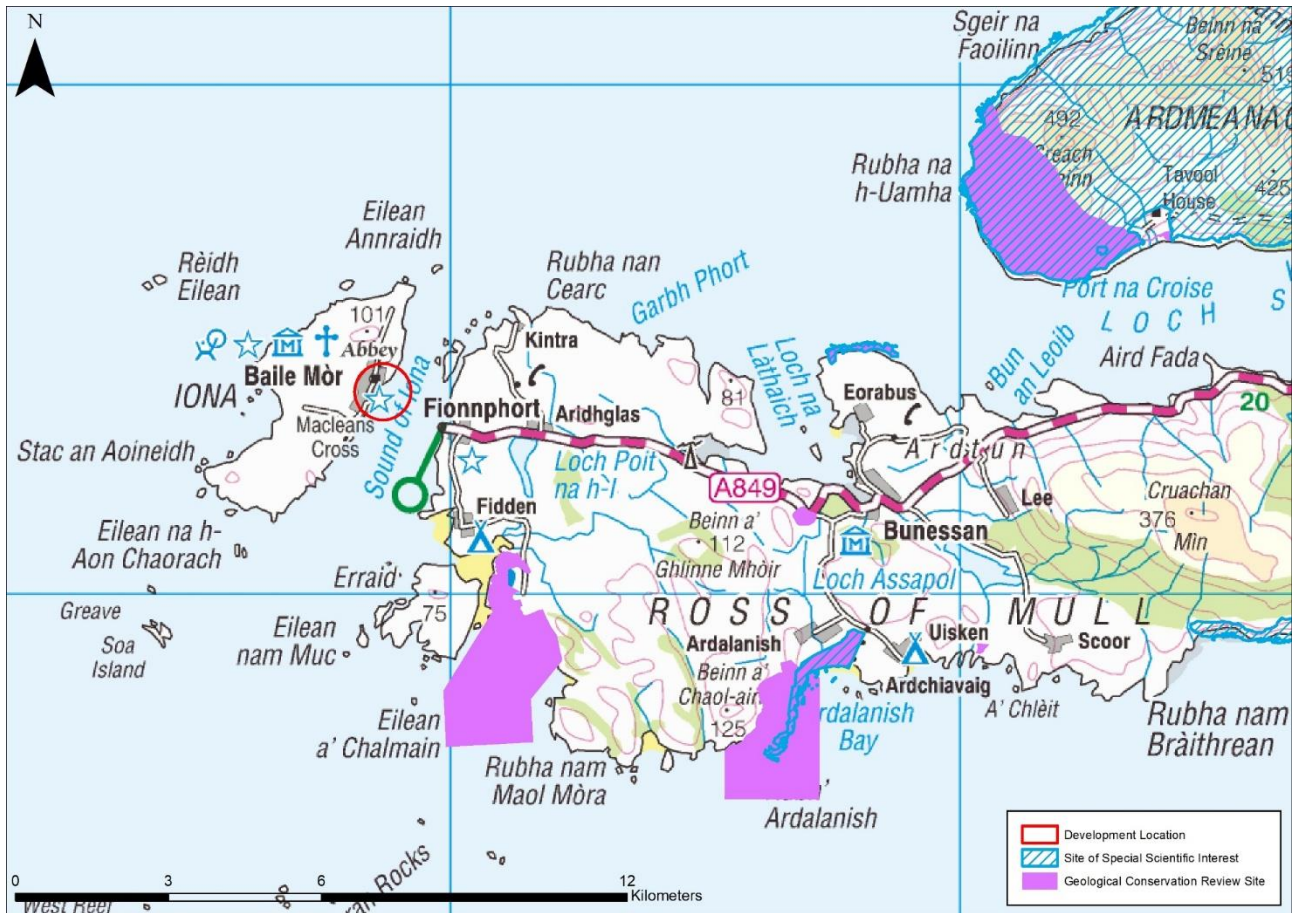 N
Sgeir na
Faoilinn
Beinn na
Srèine
519
ARDMEANA
492
Creach
Beinn
Tavool
House
425
Rubha na
h-Uamha
Port na Croise
LOCH
S
Eilean
Annraidh
Rèidh
Eilean
Rubha nan
Cearc
Garbh Phort
Loch na
Làthaich
Bun
an Leoib
Aird Fada
101
Abbey
Kintra
Baile Mòr
IONA
Sound of Iona
Fionnphort
Aridhglas
81
Eorabus
20
Macleans
Cross
Ardtun
Stac an Aoineidh
Loch Poit
na h-I
A849
Lee
Cruachan
376
Mìn
Fidden
Beinn a'
112
Ghlinne Mhòir
Bunessan
Loch Assapol
Eilean na h-
Aon Chaorach
Erraid
75
Greave
Soa
Island
Eilean
nam Muc
ROSS OF MULL
Ardalanish
Uisken
Scoor
Beinn a'
Chaol-air
125
Ardchiavaig
A' Chlèit
Ardalanish
Bay
Rubha nam
Bràithrean
Eilean
a' Chalmain
Rubha nam
Maol Mòra
Ardalanish
Rocks
West Reef
0 3 6 12
Kilometers
Development Location
Site of Special Scientific Interest
Geological Conservation Review Site